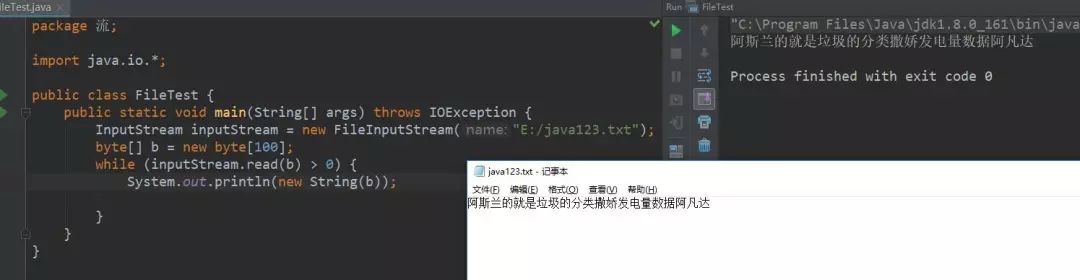 FileTest.java
package 流;
import java.io.*;
public class FileTest {
public static void main(String[] args) throws IOException {
InputStream inputStream = new FileInputStream( name: "E:/java123.txt");
byte[] b = new byte[100];
while (inputStream.read(b) > 0) {
System.out.println(new String(b));
}
}
}
Run FileTest
"C:\Program Files\Java\jdk1.8.0_161\bin\java
阿斯兰的就是垃圾的分类撒娇发电量数据阿凡达
Process finished with exit code 0
java123.txt - 记事本
文件(F) 编辑(E) 格式(O) 查看(V) 帮助(H)
阿斯兰的就是垃圾的分类撒娇发电量数据阿凡达